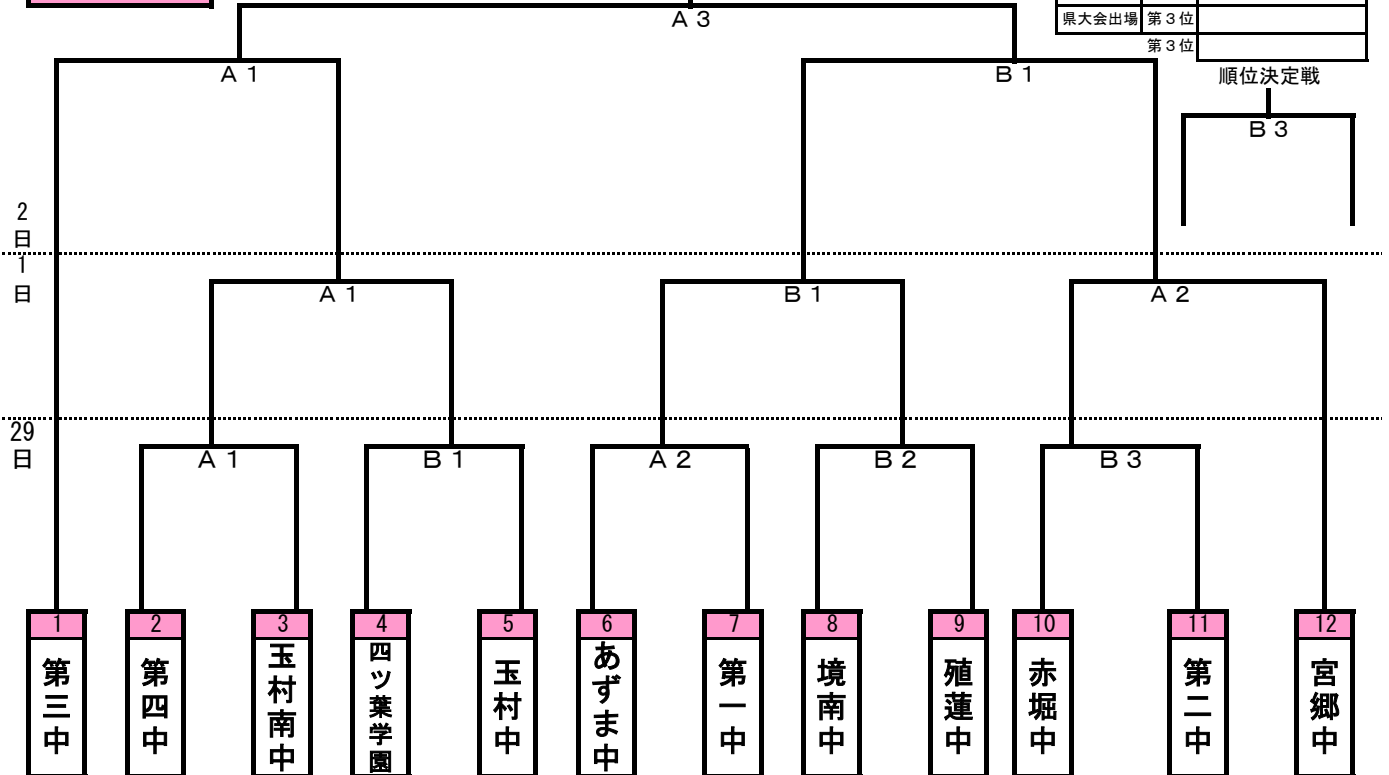 A3
県大会出場 第3位
第3位
A1
B1
順位決定戦
B3
2日
1日
A1
B1
A2
29日
A1
B1
A2
B2
B3
1 2 3 4 5 6 7 8 9 10 11 12
第三中
第四中
玉村南中
四ツ葉学園
玉村中
あずま中
第一中
境南中
殖蓮中
赤堀中
第二中
宮郷中